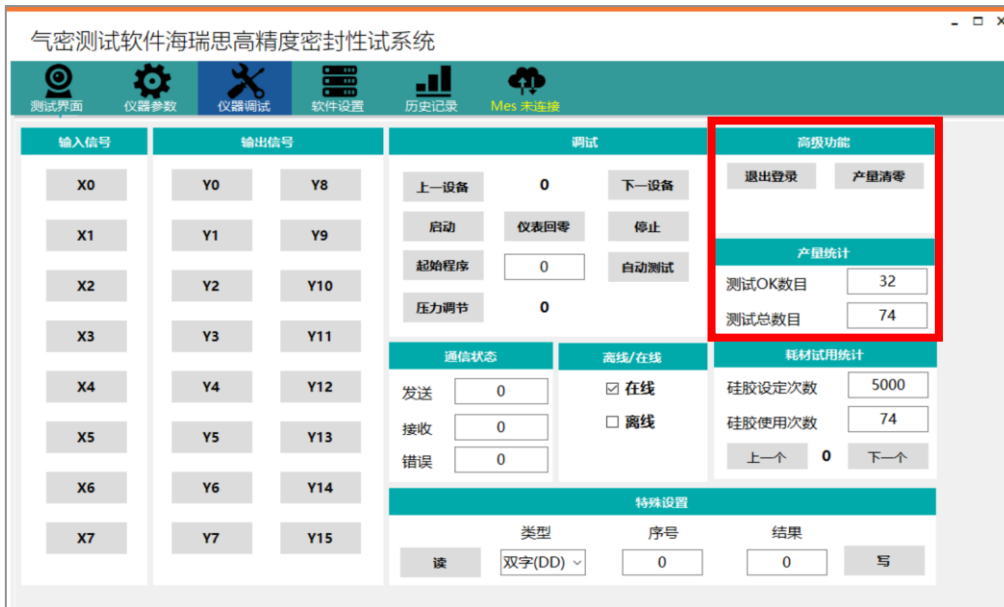 气密测试软件海瑞思高精度密封性试系统
测试界面 仪器参数 仪器调试 软件设置 历史记录 Mes 未连接
输入信号 输出信号 调试 高级功能
X0 Y0 Y8 上一设备 0 下一设备 退出登录 产量清零
X1 Y1 Y9 启动 仪表回零 停止
产量统计
起始程序 0 自动测试
X2 Y2 Y10 测试OK数目 32
压力调节 0 测试总数目 74
X3 Y3 Y11
通信状态 离线/在线 耗材试用统计
X4 Y4 Y12 发送 0 在线 硅胶设定次数 5000
X5 Y5 Y13 接收 0 离线 硅胶使用次数 74
错误 0 上一个 0 下一个
X6 Y6 Y14
特殊设置
类型 序号 结果
X7 Y7 Y15
读 双字(DD) 0 0 写